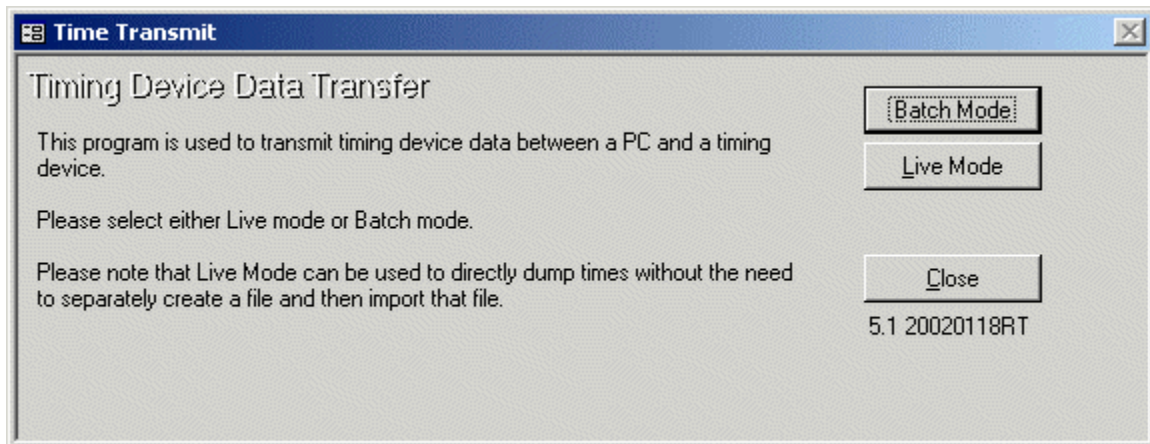 Time Transmit
Timing Device Data Transfer
This program is used to transmit timing device data between a PC and a timing
device.
Please select either Live mode or Batch mode.
Please note that Live Mode can be used to directly dump times without the need
to separately create a file and then import that file.
Batch Mode
Live Mode
Close
5.1 20020118RT